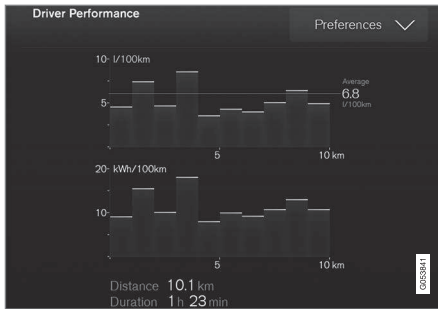 Driver Performance
Preferences
10 l/100km
Average
6.8
l/100km
5
5 10 km
20 kWh/100km
10
5 10 km
Distance 10.1 km
Duration 1 h 23 min
G053841